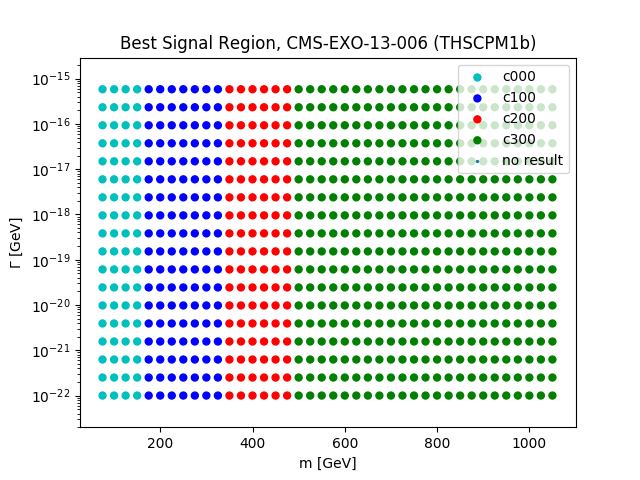 Best Signal Region, CMS-EXO-13-006 (THSCPM1b)
c000
c100
c200
c300
no result
10⁻¹⁵
10⁻¹⁶
10⁻¹⁷
10⁻¹⁸
10⁻¹⁹
10⁻²⁰
10⁻²¹
10⁻²²
Γ [GeV]
200 400 600 800 1000
m [GeV]